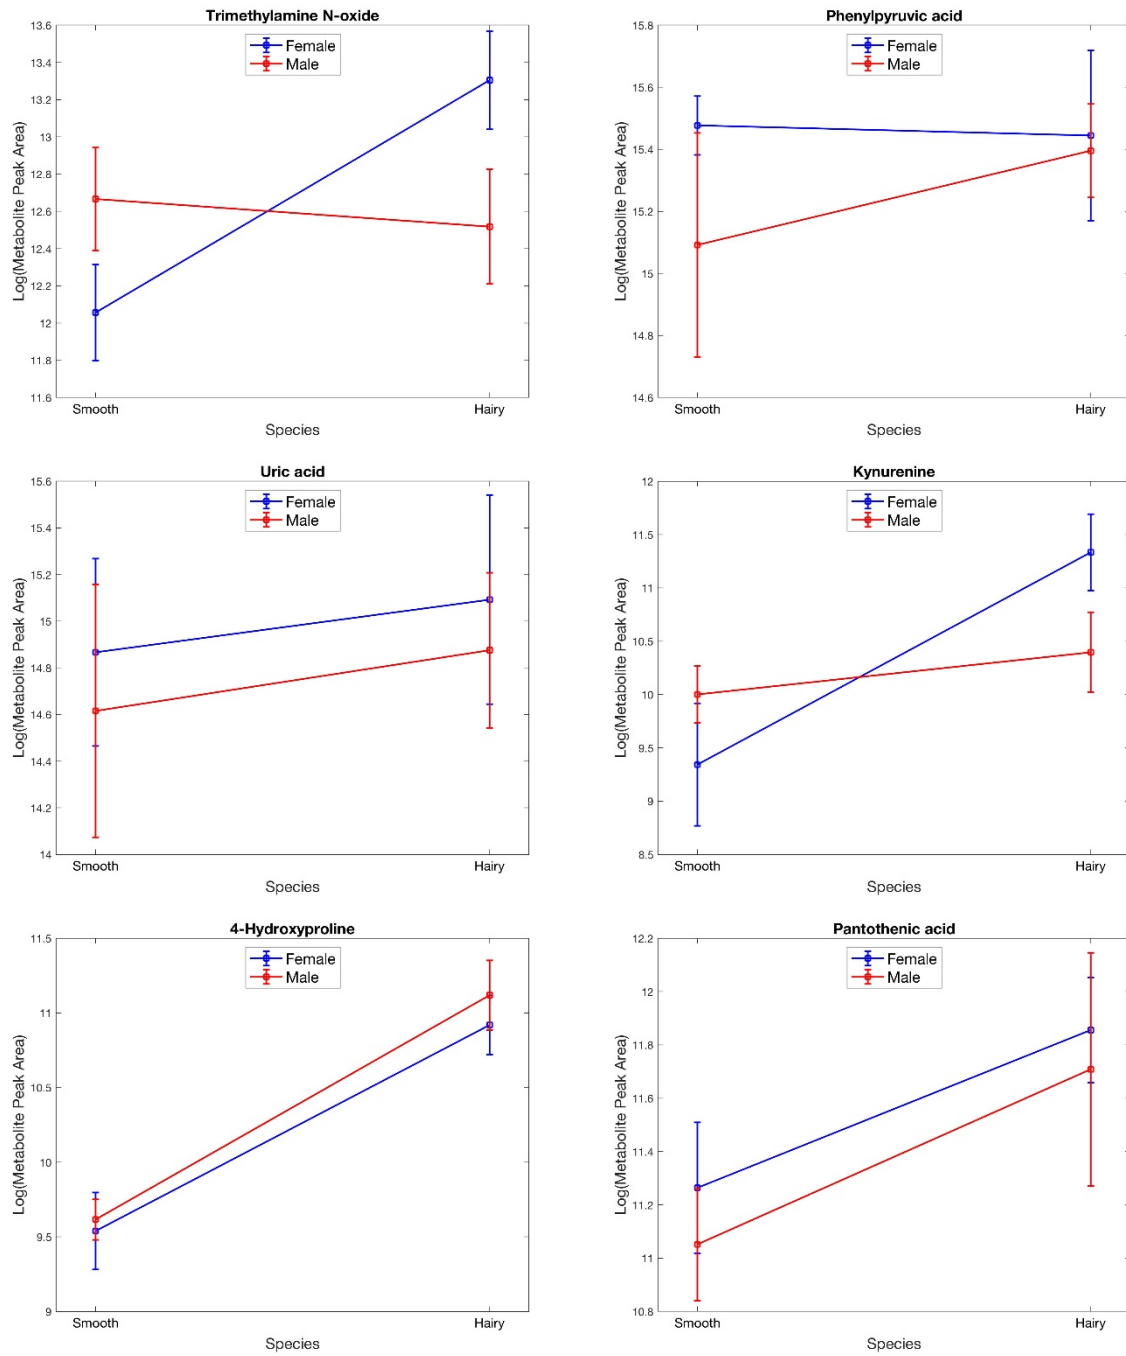 Trimethylamine N-oxide
Female
Male
Log(Metabolite Peak Area)
13.6
13.4
13.2
13
12.8
12.6
12.4
12.2
12
11.8
11.6
Smooth
Hairy
Species
Phenylpyruvic acid
Female
Male
Log(Metabolite Peak Area)
15.8
15.6
15.4
15.2
15
14.8
14.6
Smooth
Hairy
Species
Uric acid
Female
Male
Log(Metabolite Peak Area)
15.6
15.4
15.2
15
14.8
14.6
14.4
14.2
14
Smooth
Hairy
Species
Kynurenine
Female
Male
Log(Metabolite Peak Area)
12
11.5
11
10.5
10
9.5
9
8.5
Smooth
Hairy
Species
4-Hydroxyproline
Female
Male
Log(Metabolite Peak Area)
11.5
11
10.5
10
9.5
9
Smooth
Hairy
Species
Pantothenic acid
Female
Male
Log(Metabolite Peak Area)
12.2
12
11.8
11.6
11.4
11.2
11
10.8
Smooth
Hairy
Species